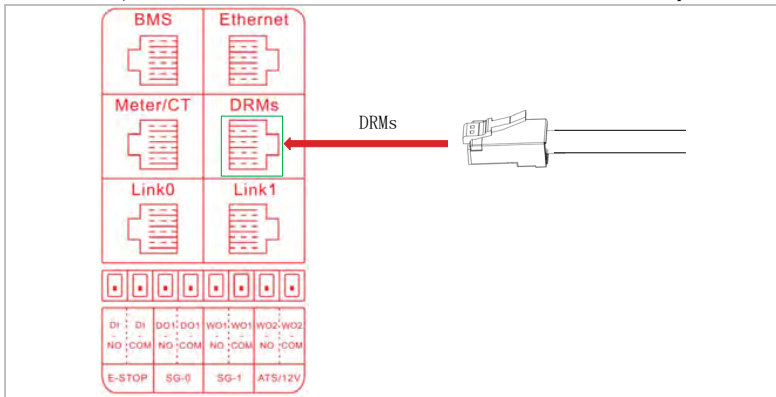 BMS Ethernet
Meter/CT DRMs
DRMs
Link0 Link1
DI DI DO1 DO1 WO1 WO1 WO2 WO2
- - - - - - - -
NO COM NO COM NO COM NO COM
E-STOP SG-0 SG-1 ATS/12V